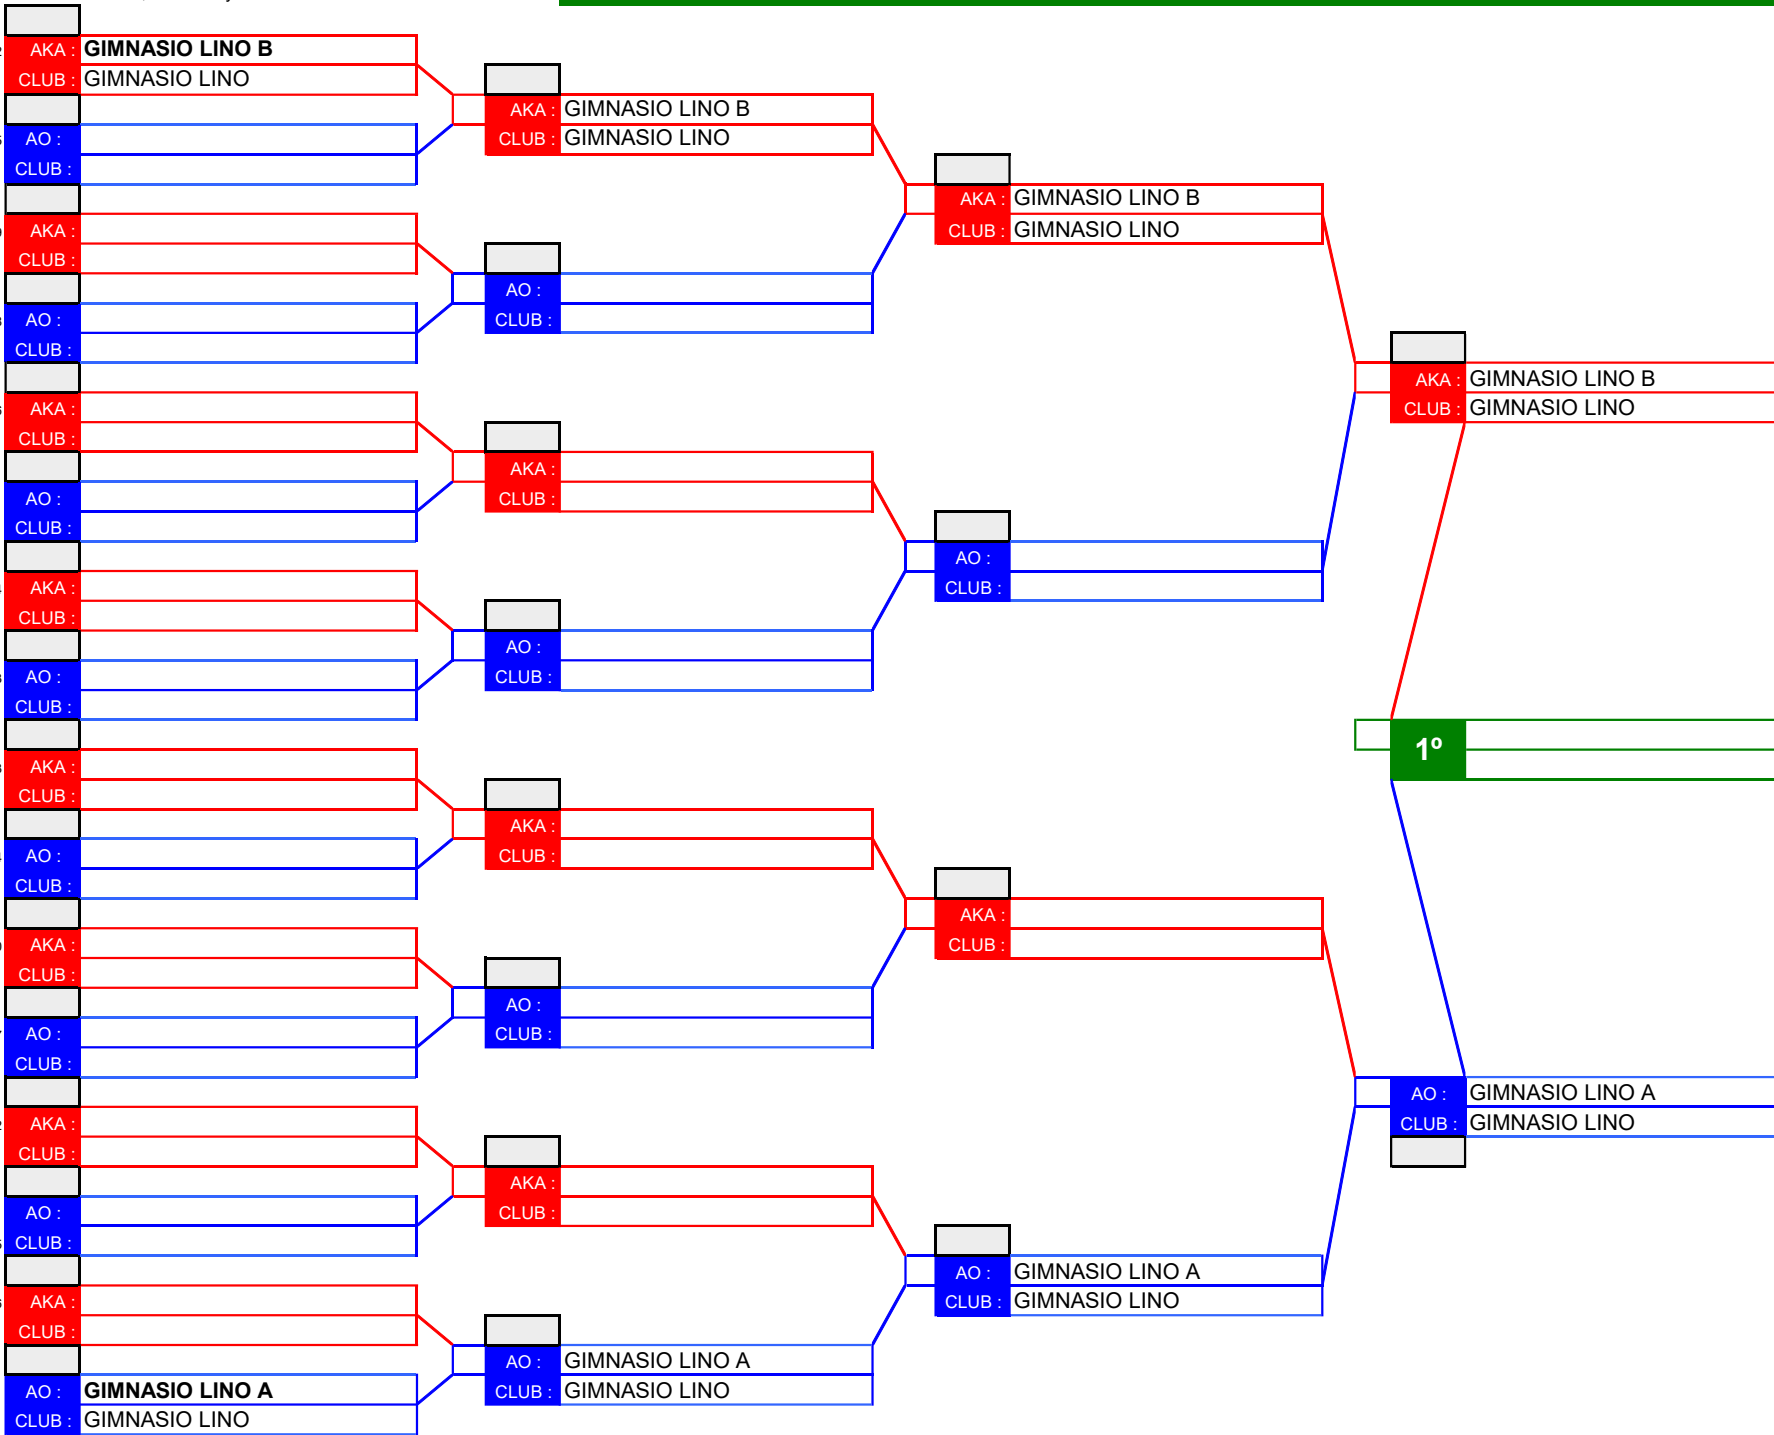 AKA : GIMNASIO LINO B
CLUB : GIMNASIO LINO
AO :
CLUB :
AKA :
CLUB :
AO :
CLUB :
AKA :
CLUB :
AO :
CLUB :
AKA :
CLUB :
AO :
CLUB :
AKA :
CLUB :
AO :
CLUB :
AKA :
CLUB :
AO :
CLUB :
AKA :
CLUB :
AO :
CLUB :
AKA :
CLUB :
AO : GIMNASIO LINO A
CLUB : GIMNASIO LINO
AKA : GIMNASIO LINO B
CLUB : GIMNASIO LINO
AO :
CLUB :
AKA :
CLUB :
AO :
CLUB :
AKA :
CLUB :
AO :
CLUB :
AKA :
CLUB :
AO : GIMNASIO LINO A
CLUB : GIMNASIO LINO
AKA : GIMNASIO LINO B
CLUB : GIMNASIO LINO
AO :
CLUB :
AKA :
CLUB :
AO : GIMNASIO LINO A
CLUB : GIMNASIO LINO
AKA : GIMNASIO LINO B
CLUB : GIMNASIO LINO
1º
AO : GIMNASIO LINO A
CLUB : GIMNASIO LINO